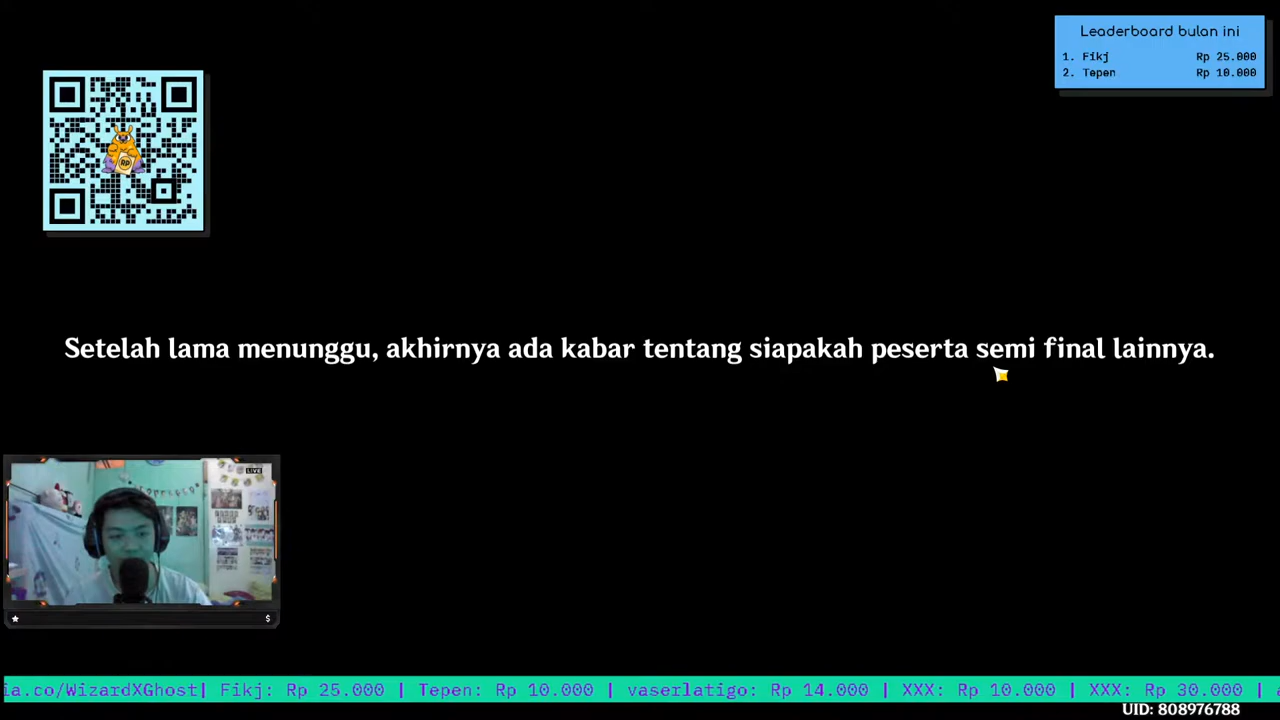 Leaderboard bulan ini
1. Fikj Rp 25.000
2. Tepen Rp 10.000
RP
Setelah lama menunggu, akhirnya ada kabar tentang siapakah peserta semi final lainnya.
LIVE
$
ia.co/WizardXGhost| Fikj: Rp 25.000 | Tepen: Rp 10.000 | vaserlatigo: Rp 14.000 | XXX: Rp 10.000 | XXX: Rp 30.000 |
UID: 808976788